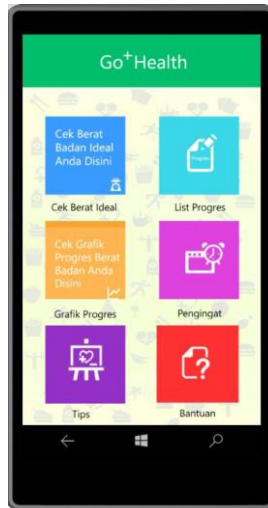 Go+Health
Cek Berat
Badan Ideal
Anda Disini
Cek Berat Ideal
Progres
List Progres
Cek Grafik
Progres Berat
Badan Anda
Disini
Grafik Progres
Pengingat
Tips
?
Bantuan